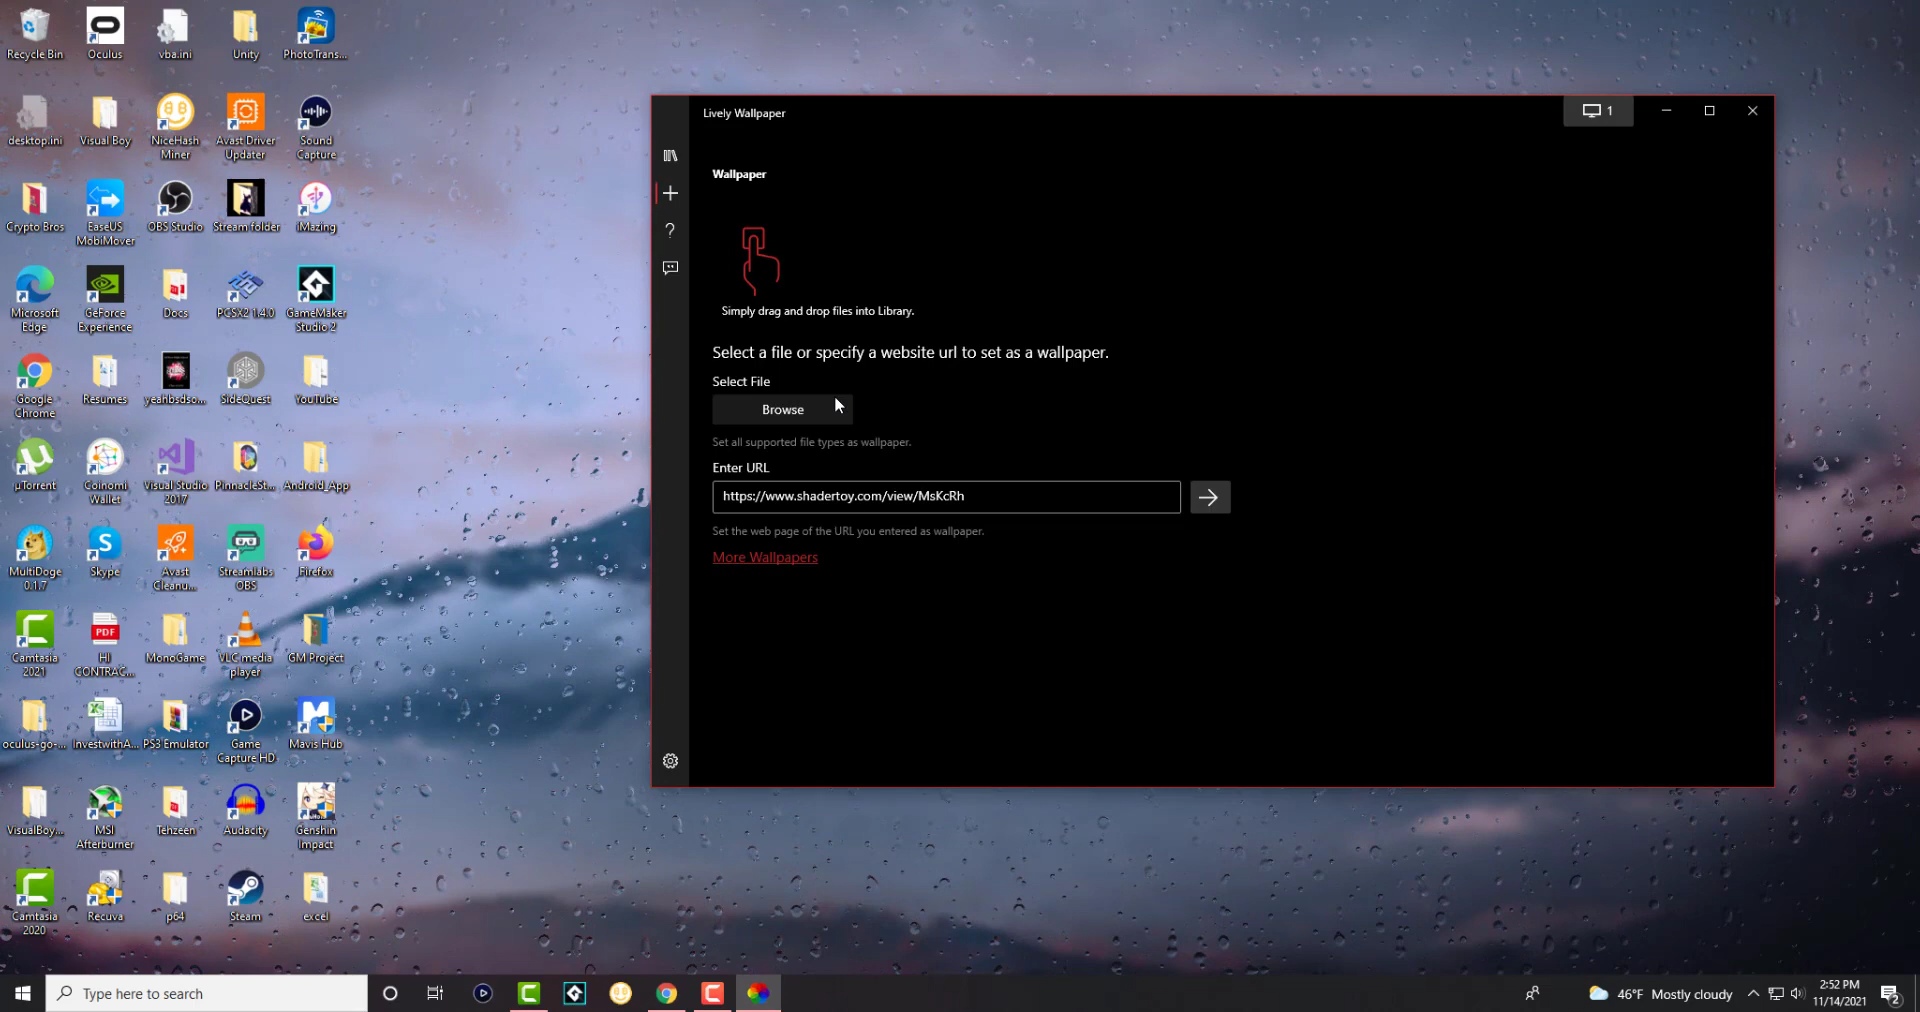 Recycle Bin
Oculus
vba.ini
Unity
PhotoTrans...
desktop.ini
Visual Boy
NiceHash
Miner
Avast Driver
Updater
Sound
Capture
Crypto Bros
EaseUS
MobiMover
OBS Studio
Stream folder
iMazing
Microsoft
Edge
GeForce
Experience
Docs
PCSX2 1.4.0
GameMaker
Studio 2
Google
Chrome
Resumes
yeahbsdso...
SideQuest
YouTube
µTorrent
Coinomi
Wallet
Visual Studio
2017
PinnacleSt...
Android_App
MultiDoge
0.1.7
Skype
Avast
Cleanu...
Streamlabs
OBS
Firefox
Camtasia
2021
PDF
HI
CONTRAC...
MonoGame
VLC media
player
GM Project
oculus-go-...
InvestwithA...
PS3 Emulator
Game
Capture HD
Mavis Hub
VisualBoy...
MSI
Afterburner
Tehzeen
Audacity
Genshin
Impact
Camtasia
2020
Recuva
p64
Steam
excel
Lively Wallpaper
1
Wallpaper
Simply drag and drop files into Library.
Select a file or specify a website url to set as a wallpaper.
Select File
Browse
Set all supported file types as wallpaper.
Enter URL
https://www.shadertoy.com/view/MsKcRh
Set the web page of the URL you entered as wallpaper.
More Wallpapers
Type here to search
46°F Mostly cloudy
2:52 PM
11/14/2021
2